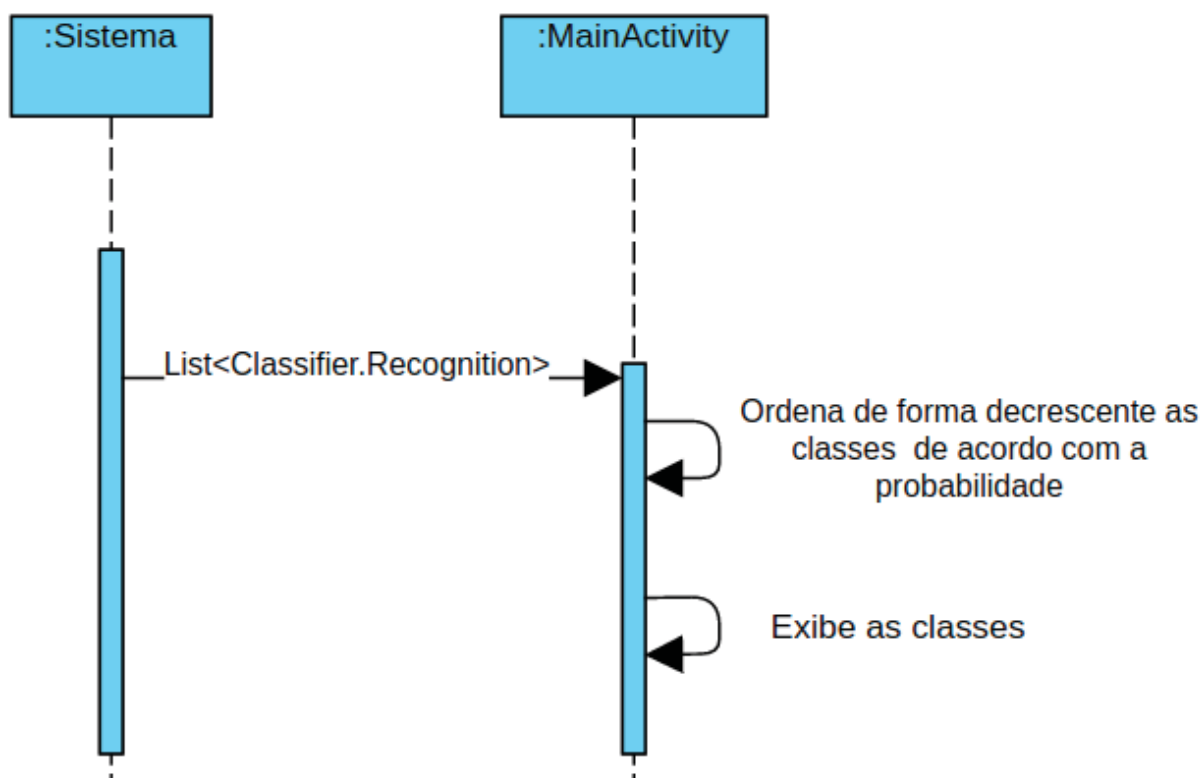 :Sistema
:MainActivity
List<Classifier.Recognition>
Ordena de forma decrescente as
classes de acordo com a
probabilidade
Exibe as classes